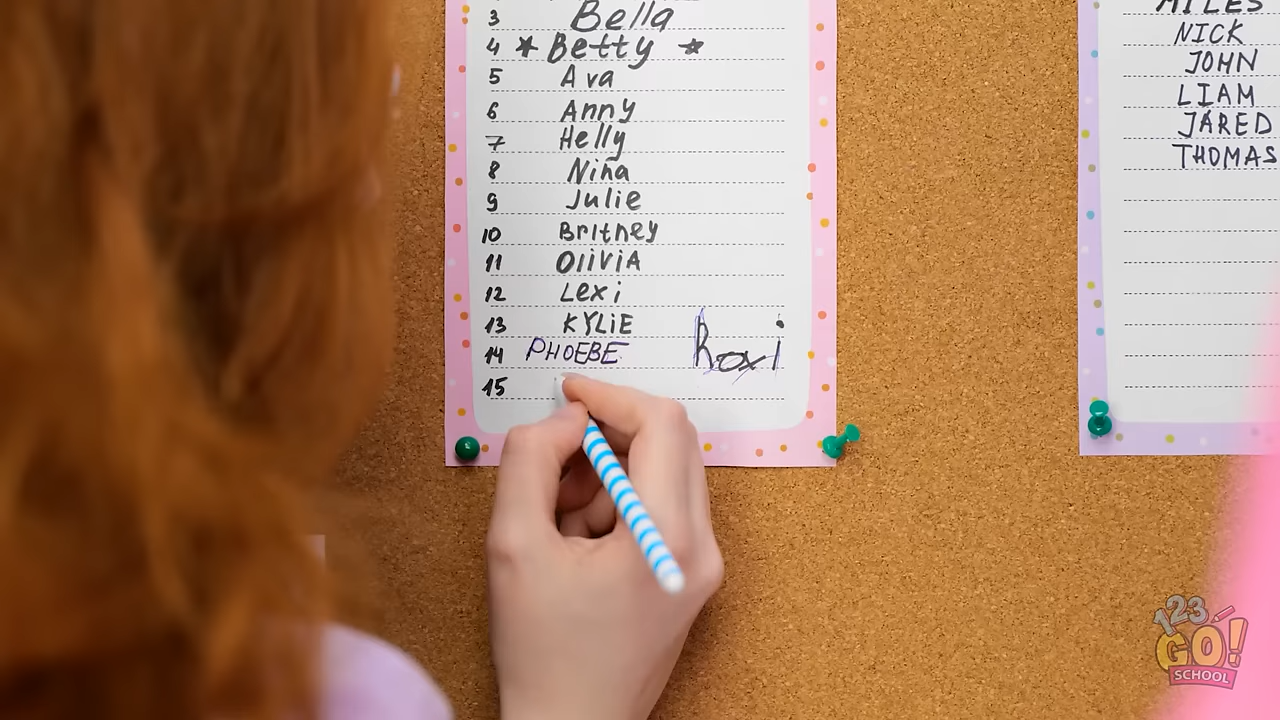 3 Bella
4 * Betty *
5 Ava
6 Anny
7 Helly
8 Nina
9 Julie
10 Britney
11 OliviA
12 Lexi
13 KYLiE
14 PHOEBE Roxi
15
MILES
NICK
JOHN
LIAM
JARED
THOMAS
123
GO!
SCHOOL